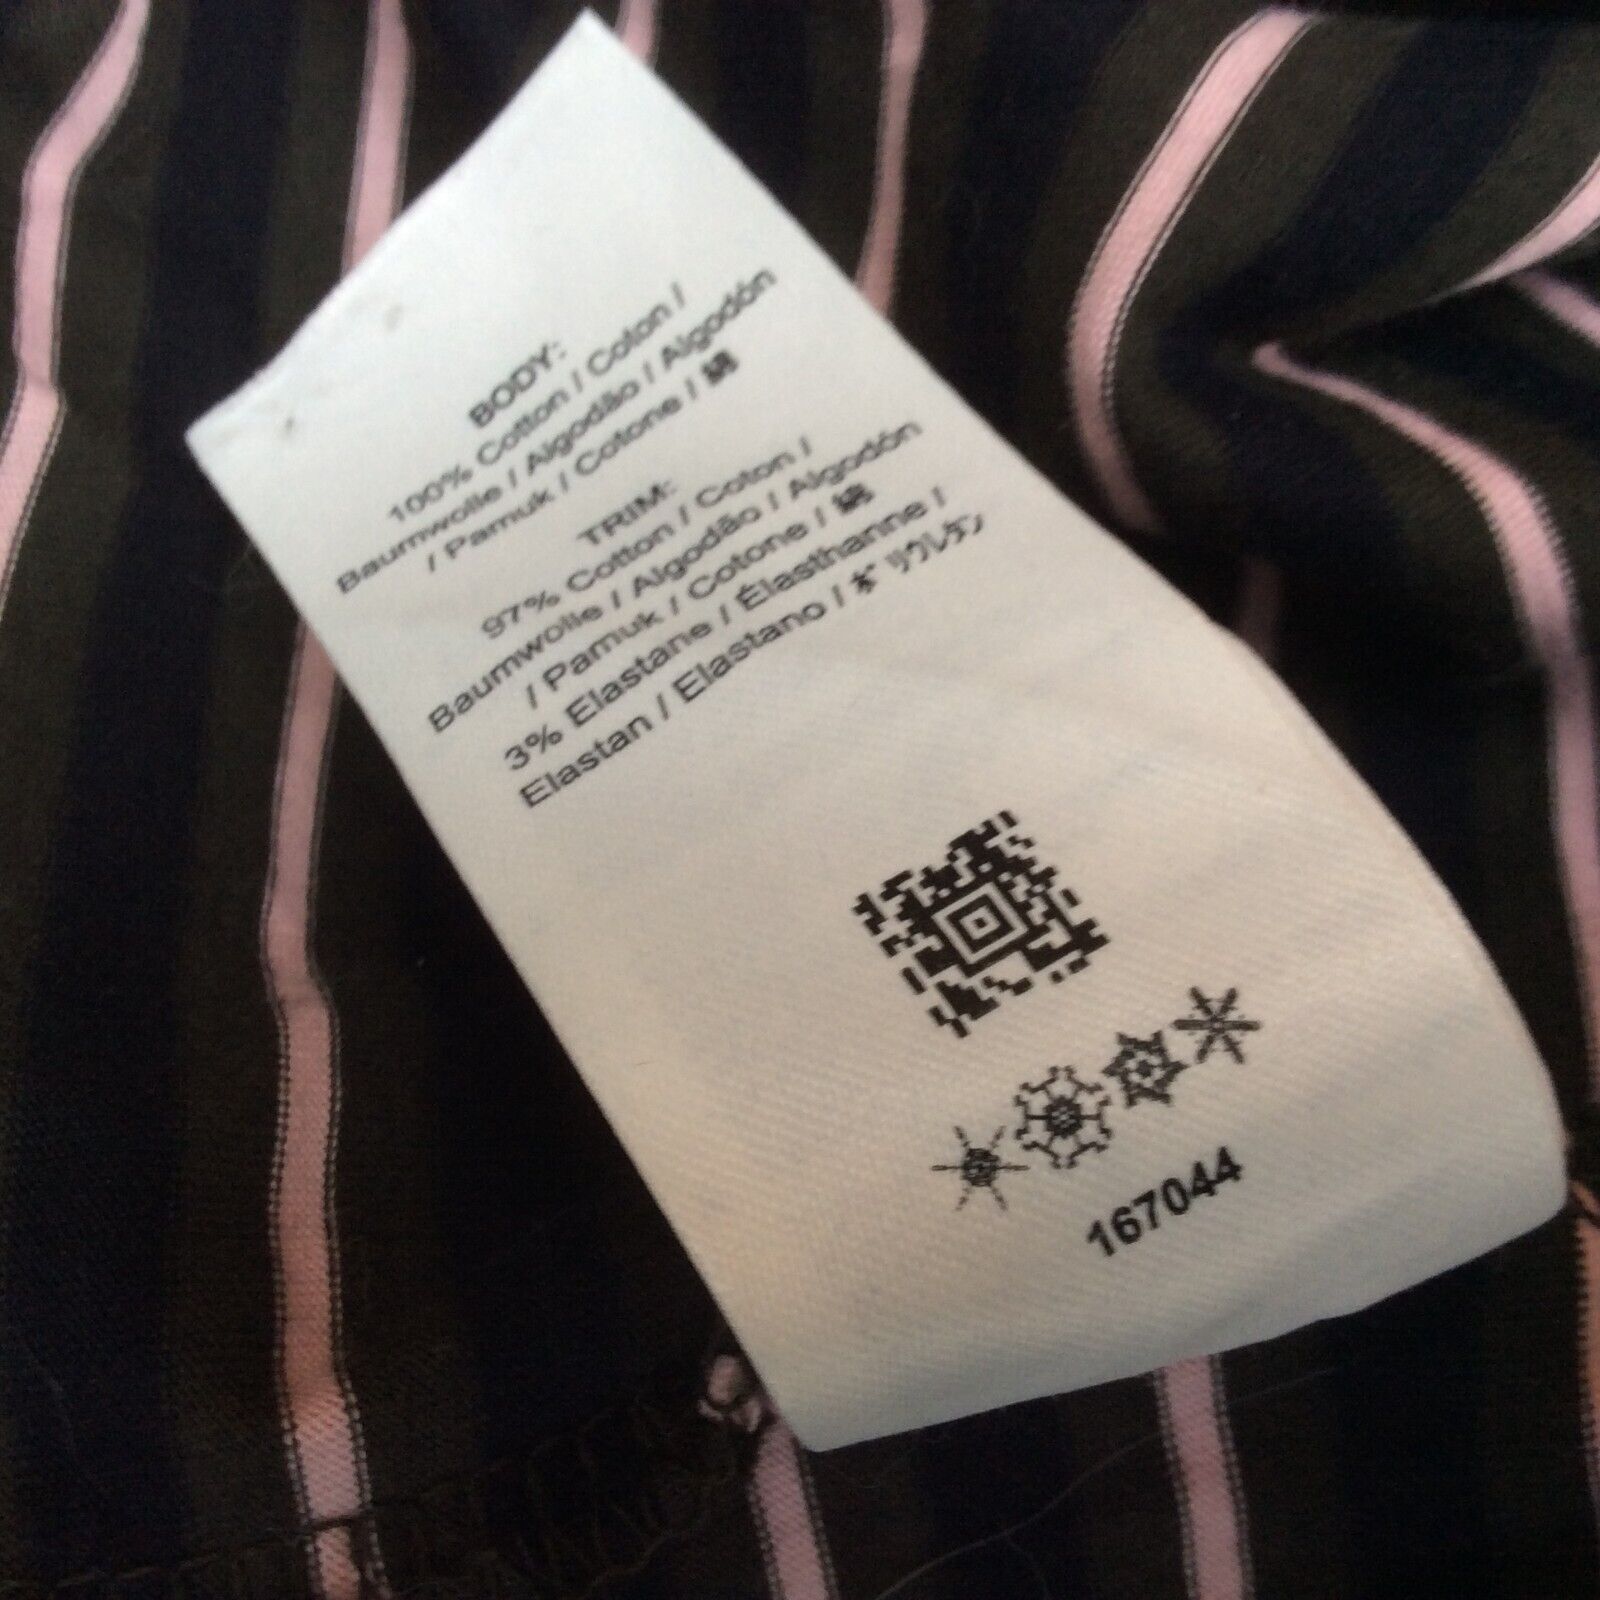 BODY:
100% Cotton / Coton /
Baumwolle / Algodão / Algodón
/ Pamuk / Cotone / 綿
TRIM:
97% Cotton / Coton /
Baumwolle / Algodão / Algodón
/ Pamuk / Cotone / 綿
3% Elastane / Élasthanne /
Elastan / Elastano / ポリウレタン
167044